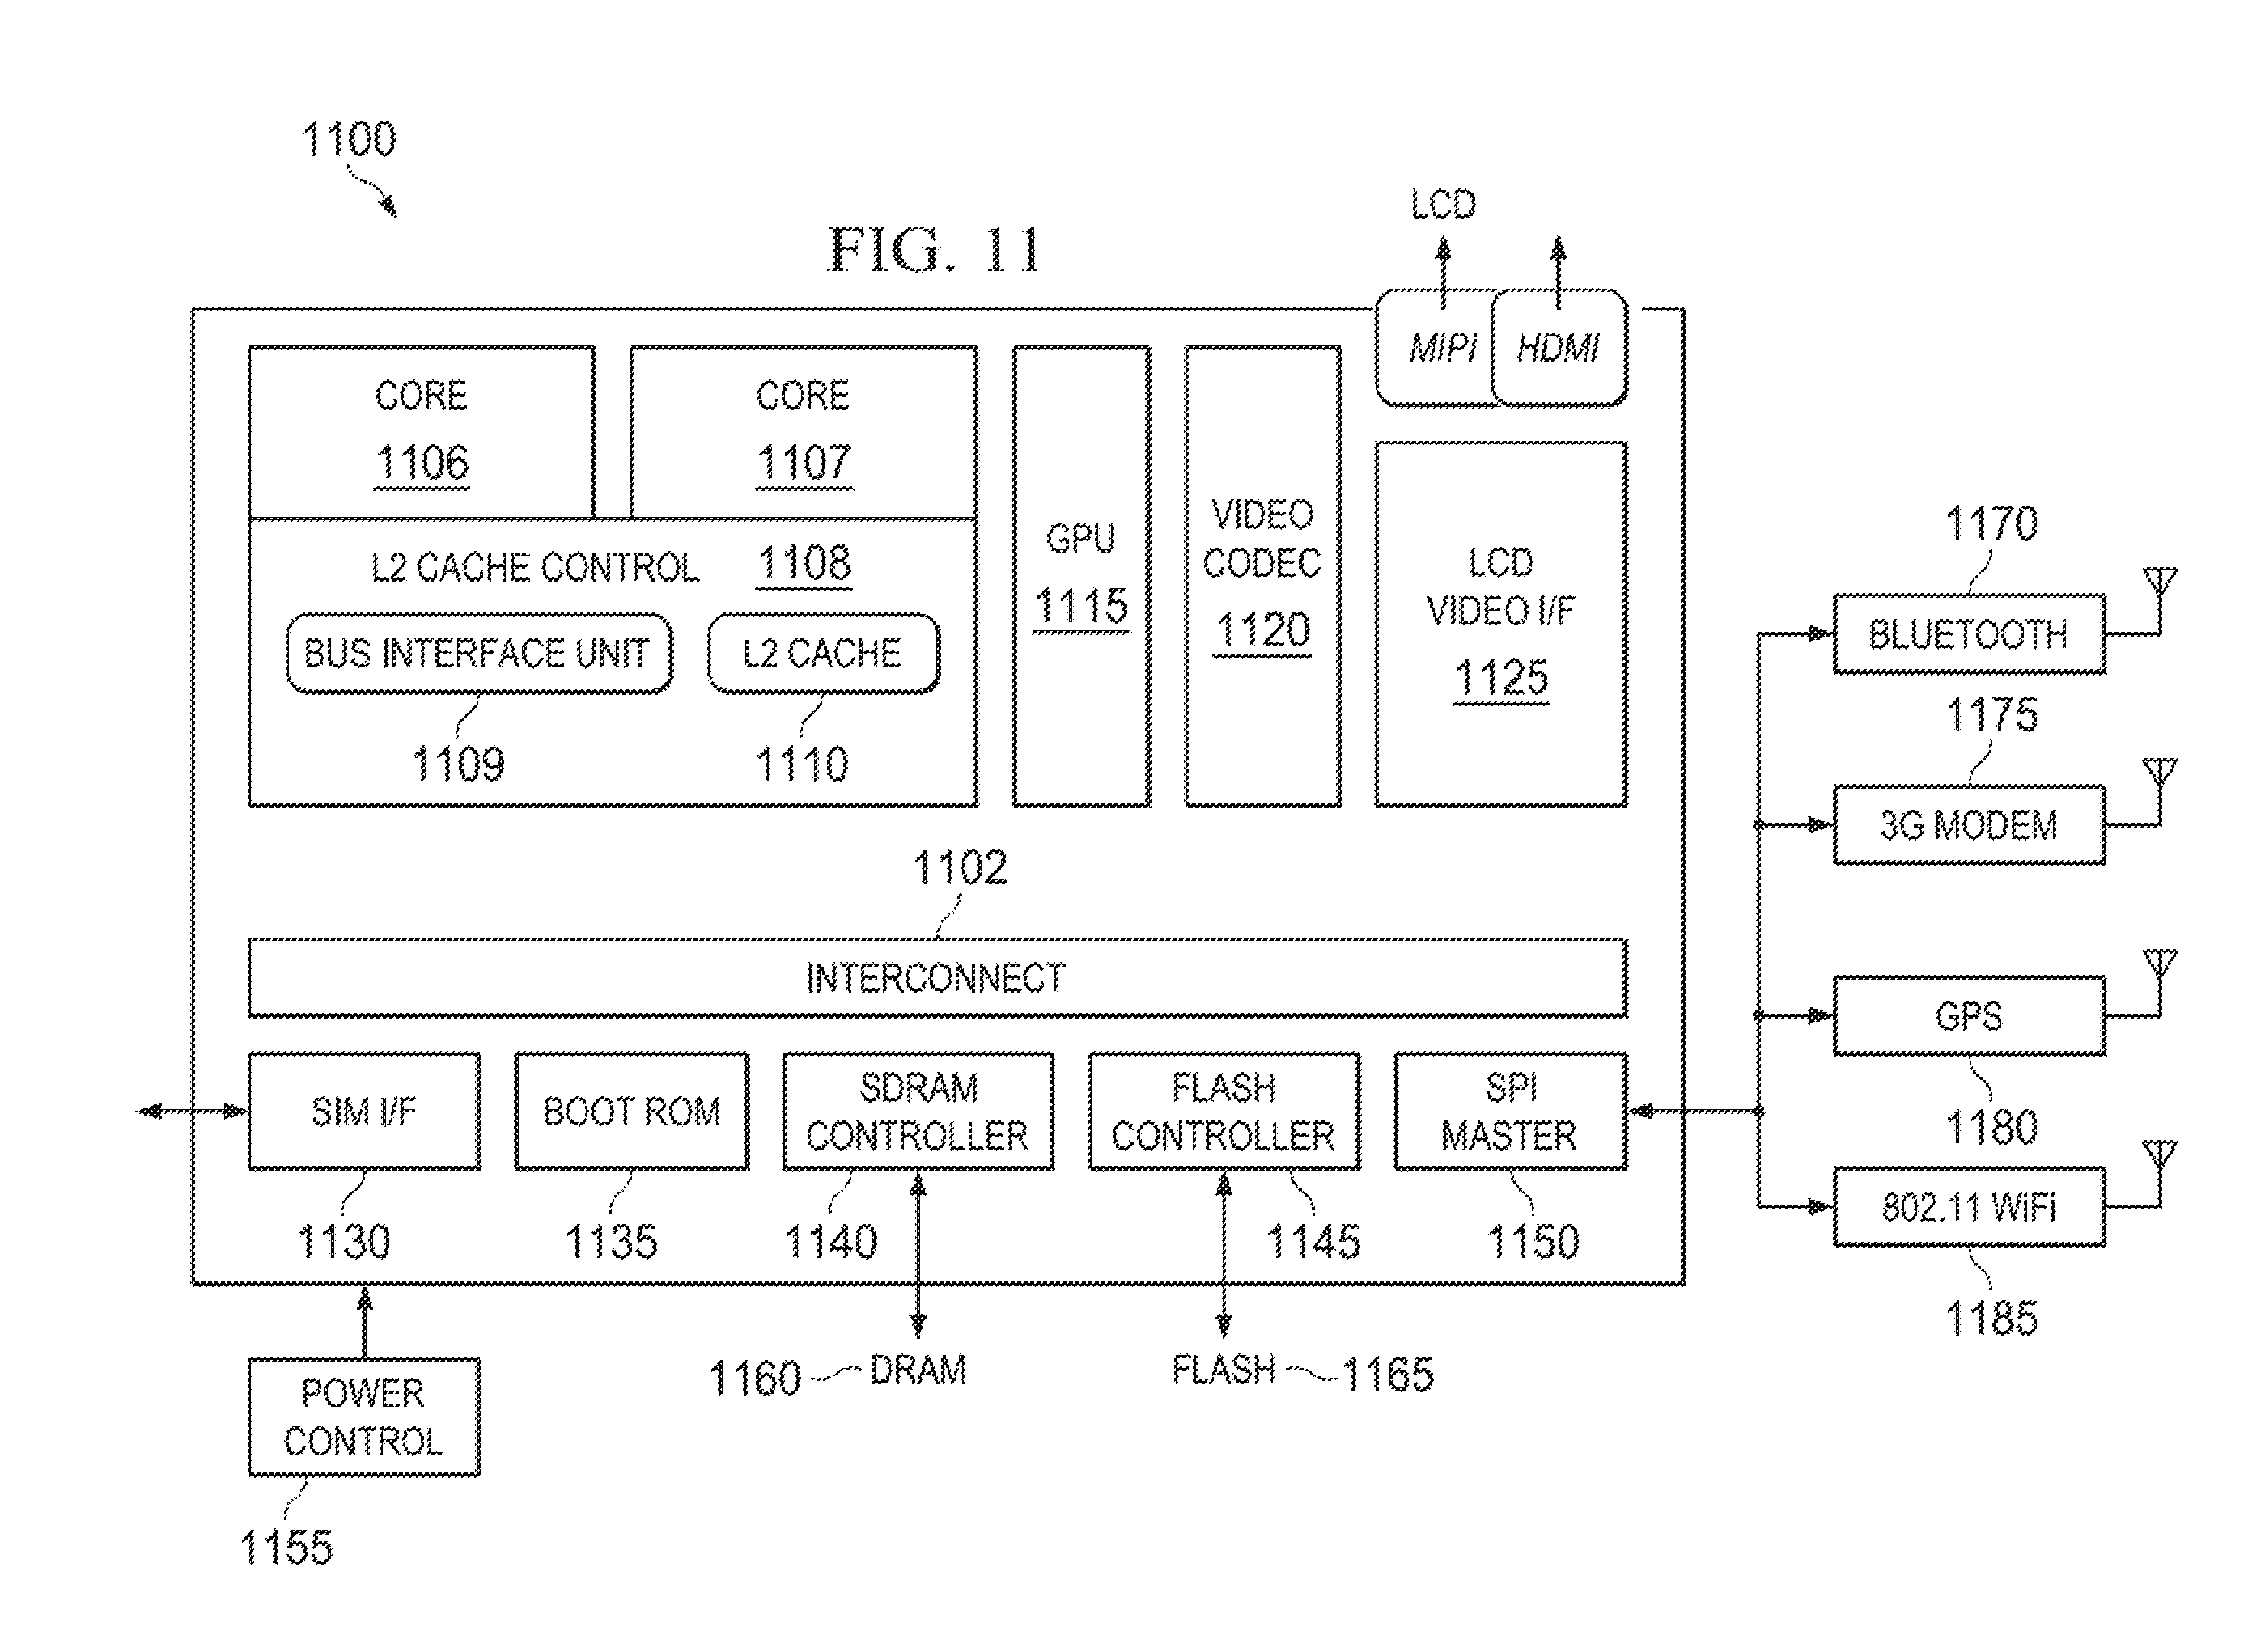 1100
FIG. 11
LCD
MIPI
HDMI
CORE
1106
CORE
1107
L2 CACHE CONTROL 1108
BUS INTERFACE UNIT
L2 CACHE
1109
1110
GPU
1115
VIDEO
CODEC
1120
LCD
VIDEO I/F
1125
1102
INTERCONNECT
SIM I/F
1130
BOOT ROM
1135
SDRAM
CONTROLLER
1140
FLASH
CONTROLLER
1145
SPI
MASTER
1150
1170
BLUETOOTH
1175
3G MODEM
GPS
1180
802.11 WiFi
1185
POWER
CONTROL
1155
1160
DRAM
FLASH
1165